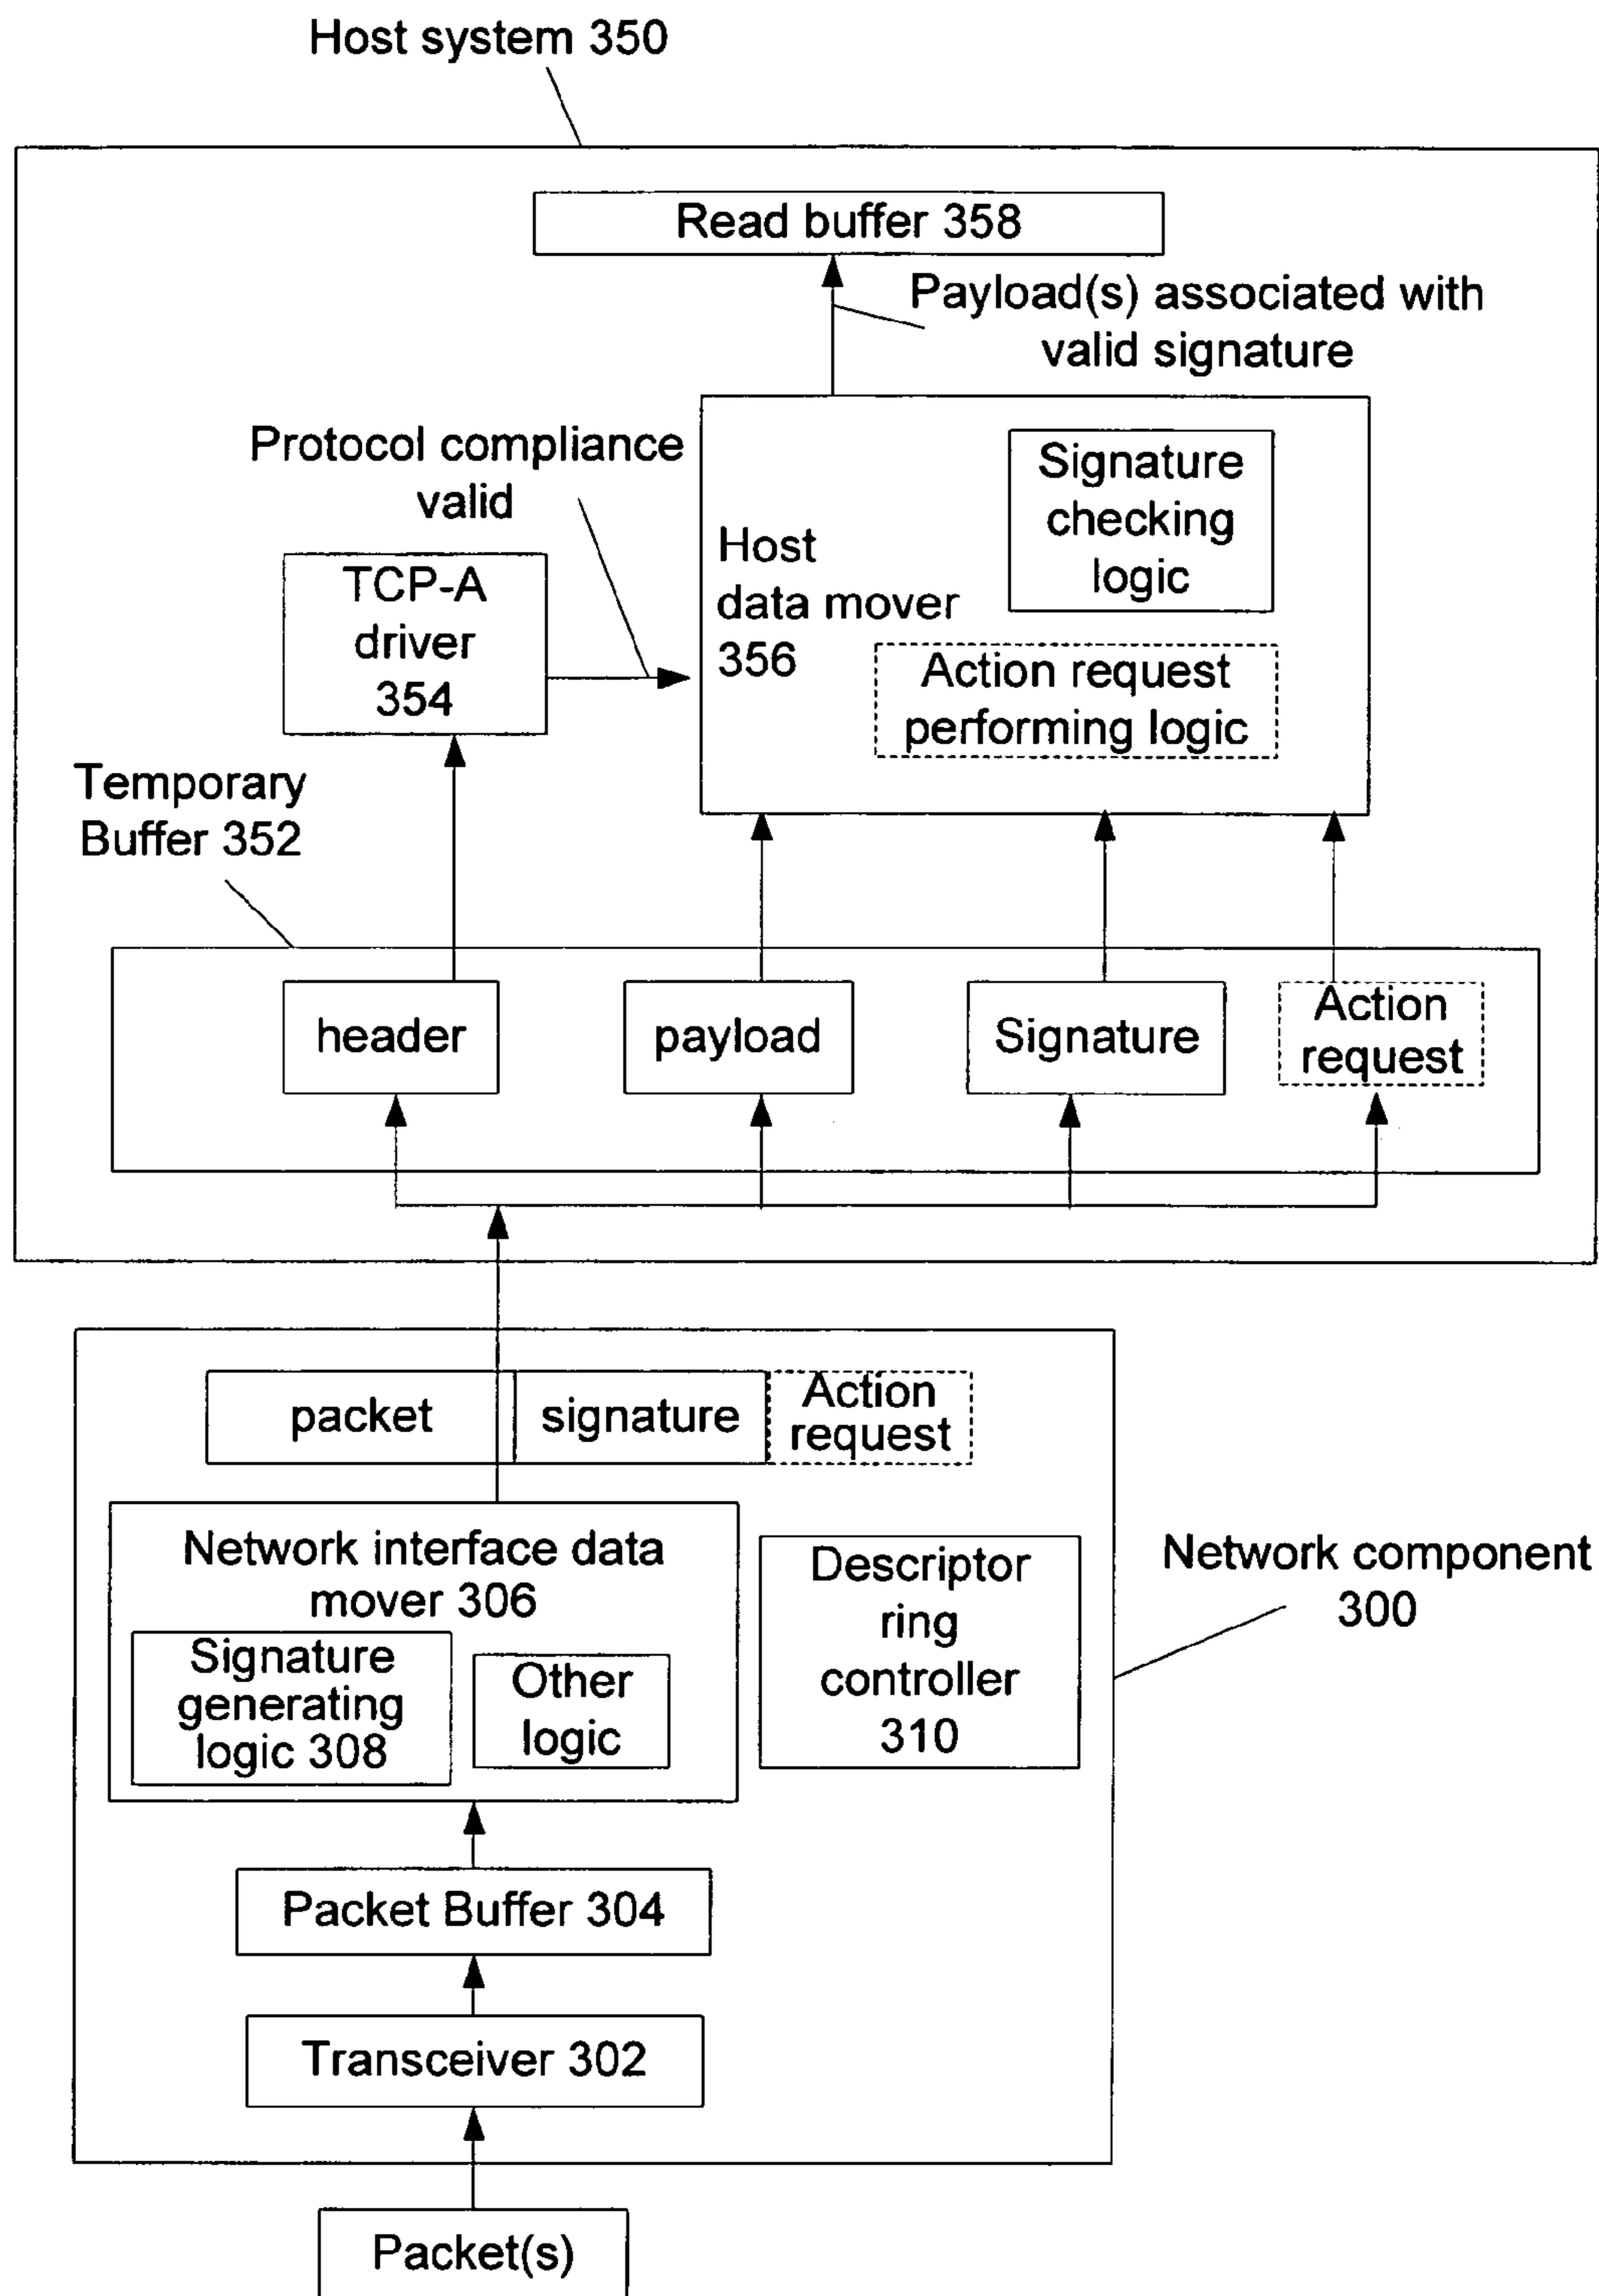 Host system 350
Read buffer 358
Payload(s) associated with
valid signature
Protocol compliance
valid
Signature
checking
logic
Host
data mover
356
TCP-A
driver
354
Action request
performing logic
Temporary
Buffer 352
header
payload
Signature
Action
request
packet
signature
Action
request
Network interface data
mover 306
Signature
generating
logic 308
Other
logic
Descriptor
ring
controller
310
Network component
300
Packet Buffer 304
Transceiver 302
Packet(s)